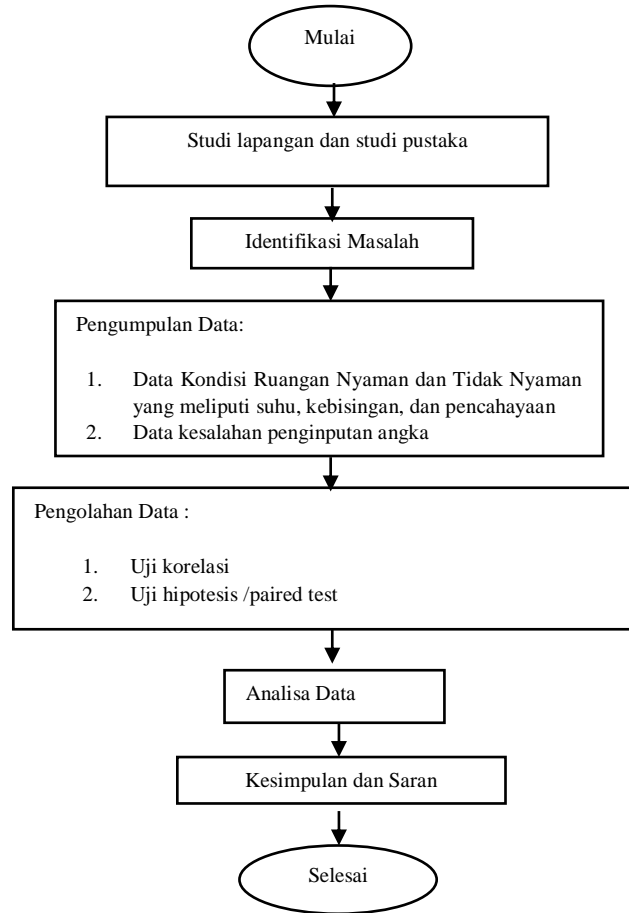 Mulai
Studi lapangan dan studi pustaka
Identifikasi Masalah
Pengumpulan Data:
1. Data Kondisi Ruangan Nyaman dan Tidak Nyaman
yang meliputi suhu, kebisingan, dan pencahayaan
2. Data kesalahan penginputan angka
Pengolahan Data :
1. Uji korelasi
2. Uji hipotesis /paired test
Analisa Data
Kesimpulan dan Saran
Selesai